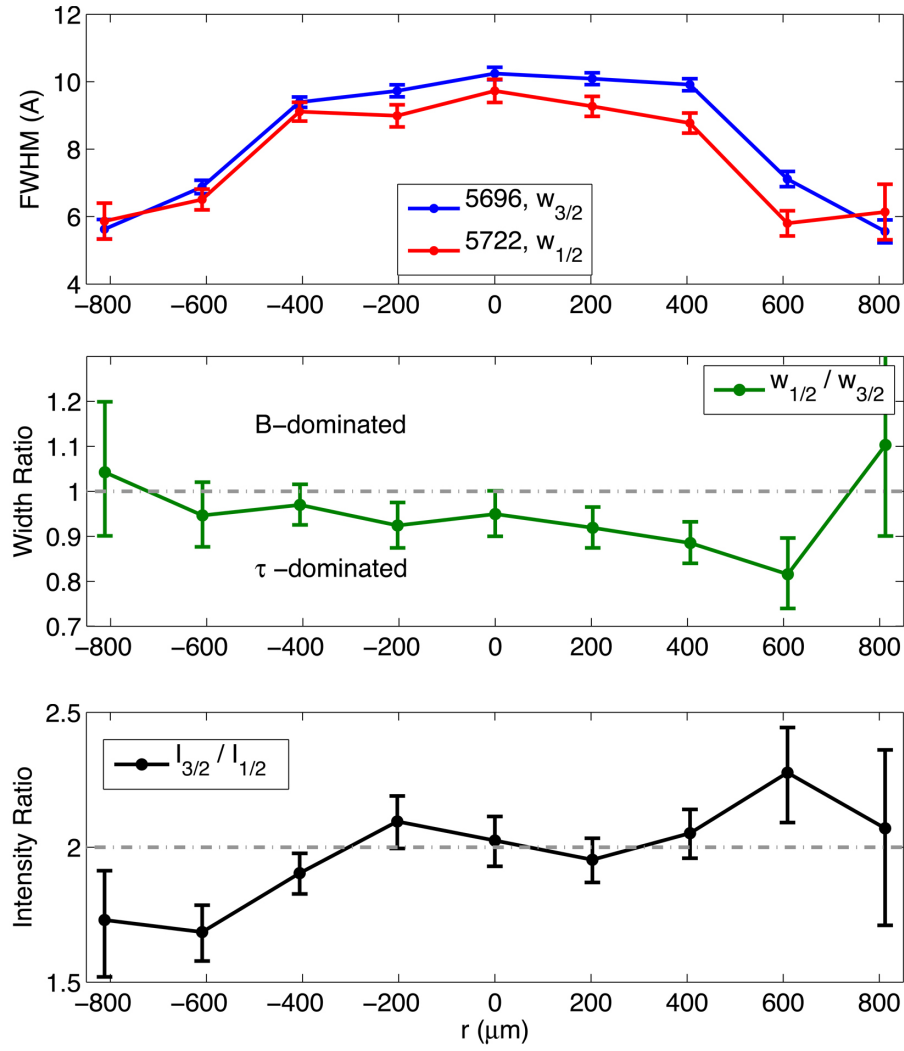 12
10
8
6
4
FWHM (A)
5696, w3/2
5722, w1/2
−800 −600 −400 −200 0 200 400 600 800
1.2
1.1
1
0.9
0.8
0.7
Width Ratio
w1/2 / w3/2
B−dominated
τ −dominated
−800 −600 −400 −200 0 200 400 600 800
2.5
2
1.5
Intensity Ratio
I3/2 / I1/2
−800 −600 −400 −200 0 200 400 600 800
r (μm)